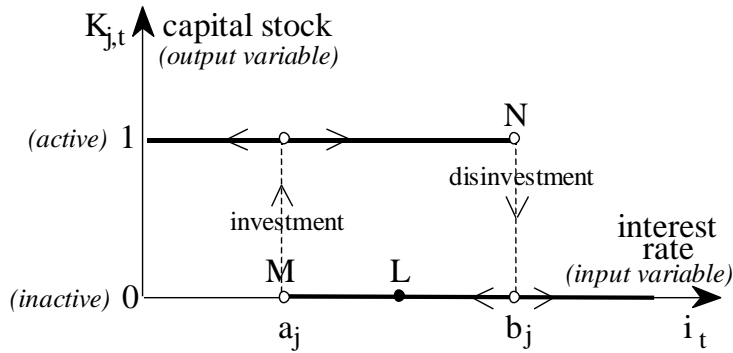 K_{j,t} capital stock
(output variable)
(active) 1
N
disinvestment
investment
interest
rate
(input variable)
M
L
(inactive) 0
a_j
b_j
i_t